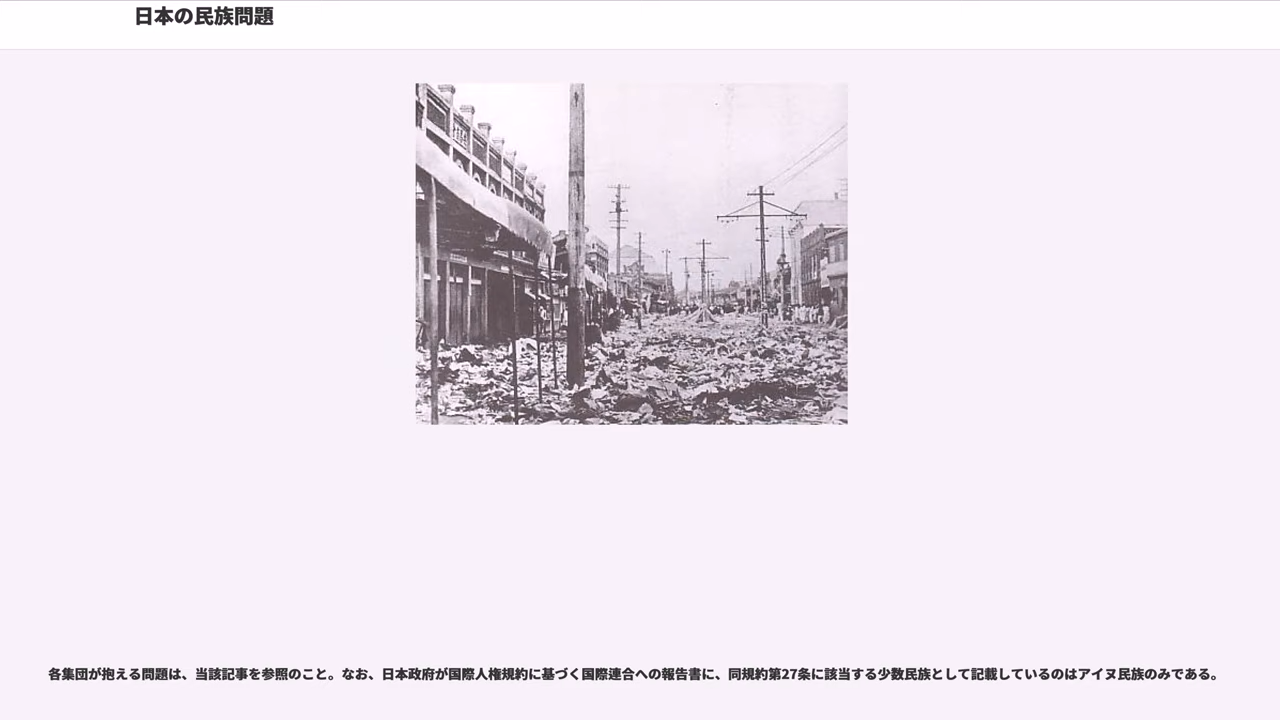 日本の民族問題
各集団が抱える問題は、当該記事を参照のこと。なお、日本政府が国際人権規約に基づく国際連合への報告書に、同規約第27条に該当する少数民族として記載しているのはアイヌ民族のみである。